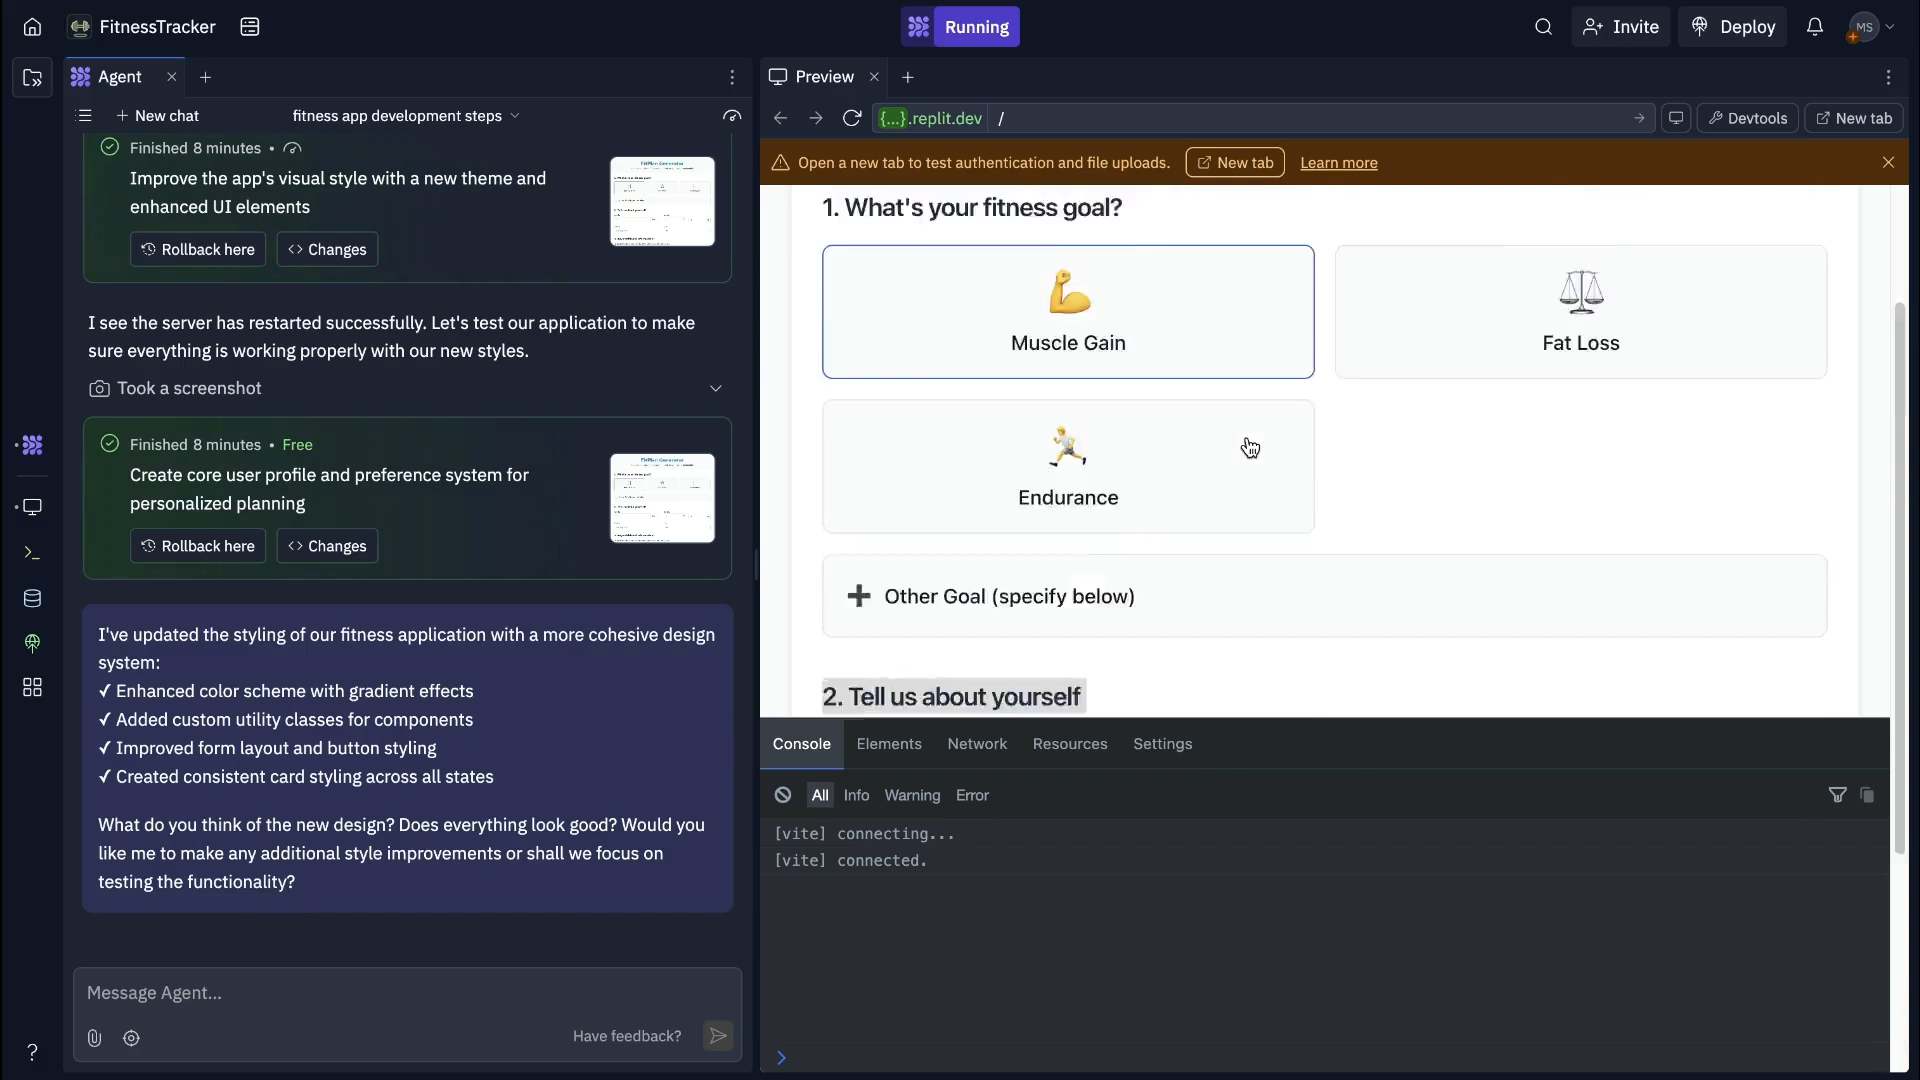 FitnessTracker
Running
Invite
Deploy
MS
Agent
New chat
fitness app development steps
Finished 8 minutes •
Improve the app's visual style with a new theme and
enhanced UI elements
Rollback here
Changes
I see the server has restarted successfully. Let's test our application to make
sure everything is working properly with our new styles.
Took a screenshot
Finished 8 minutes • Free
Create core user profile and preference system for
personalized planning
Rollback here
Changes
I've updated the styling of our fitness application with a more cohesive design
system:
✓ Enhanced color scheme with gradient effects
✓ Added custom utility classes for components
✓ Improved form layout and button styling
✓ Created consistent card styling across all states
What do you think of the new design? Does everything look good? Would you
like me to make any additional style improvements or shall we focus on
testing the functionality?
Message Agent...
Have feedback?
?
Preview
{...}.replit.dev /
Devtools
New tab
Open a new tab to test authentication and file uploads.
New tab
Learn more
1. What's your fitness goal?
Muscle Gain
Fat Loss
Endurance
Other Goal (specify below)
2. Tell us about yourself
Console
Elements
Network
Resources
Settings
All
Info
Warning
Error
[vite] connecting...
[vite] connected.